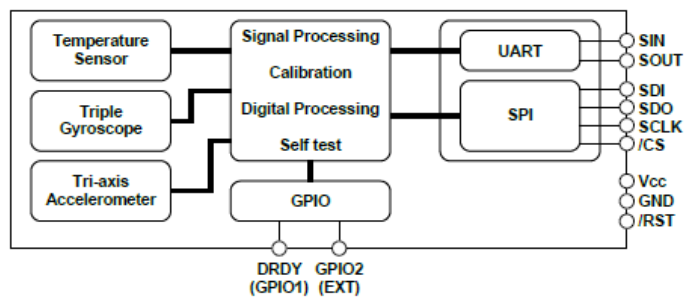 Temperature
Sensor
Triple
Gyroscope
Tri-axis
Accelerometer
Signal Processing
Calibration
Digital Processing
Self test
GPIO
UART
SPI
SIN
SOUT
SDI
SDO
SCLK
/CS
Vcc
GND
/RST
DRDY
(GPIO1)
GPIO2
(EXT)